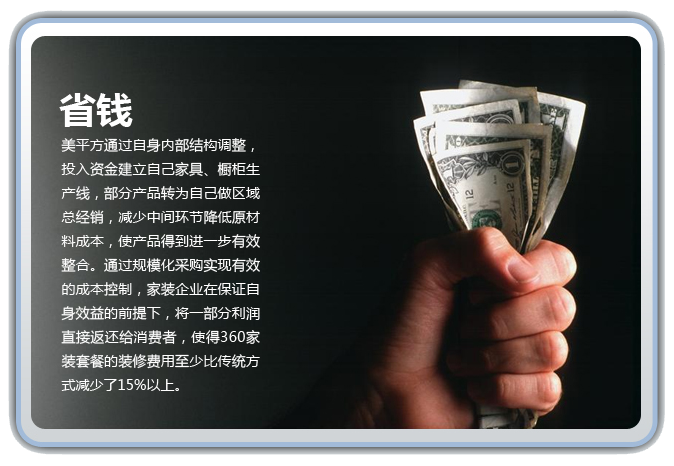 省钱
美平方通过自身内部结构调整，
投入资金建立自己家具、橱柜生
产线，部分产品转为自己做区域
总经销，减少中间环节降低原材
料成本，使产品得到进一步有效
整合。通过规模化采购实现有效
的成本控制，家装企业在保证自
身效益的前提下，将一部分利润
直接返还给消费者，使得360家
装套餐的装修费用至少比传统方
式减少了15%以上。
1
12
12